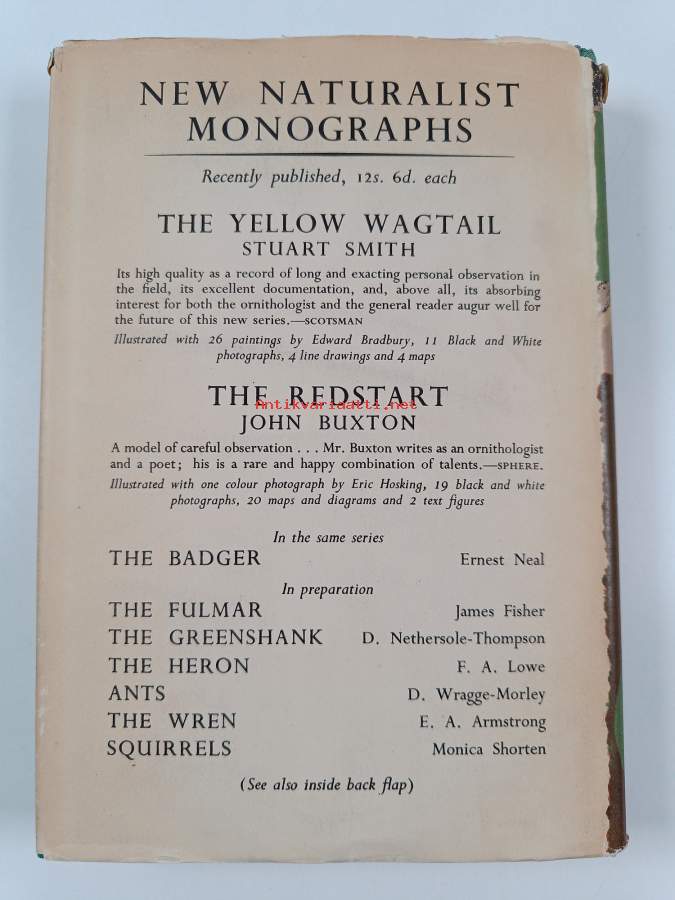 NEW NATURALIST
MONOGRAPHS
Recently published, 12s. 6d. each
THE YELLOW WAGTAIL
STUART SMITH
Its high quality as a record of long and exacting personal observation in
the field, its excellent documentation, and, above all, its absorbing
interest for both the ornithologist and the general reader augur well for
the future of this new series.—SCOTSMAN
Illustrated with 26 paintings by Edward Bradbury, 11 Black and White
photographs, 4 line drawings and 4 maps
THE REDSTART
Antikvariaatti.net
JOHN BUXTON
A model of careful observation . . . Mr. Buxton writes as an ornithologist
and a poet; his is a rare and happy combination of talents.—SPHERE.
Illustrated with one colour photograph by Eric Hosking, 19 black and white
photographs, 20 maps and diagrams and 2 text figures
In the same series
THE BADGER Ernest Neal
In preparation
THE FULMAR James Fisher
THE GREENSHANK D. Nethersole-Thompson
THE HERON F. A. Lowe
ANTS D. Wragge-Morley
THE WREN E. A. Armstrong
SQUIRRELS Monica Shorten
(See also inside back flap)